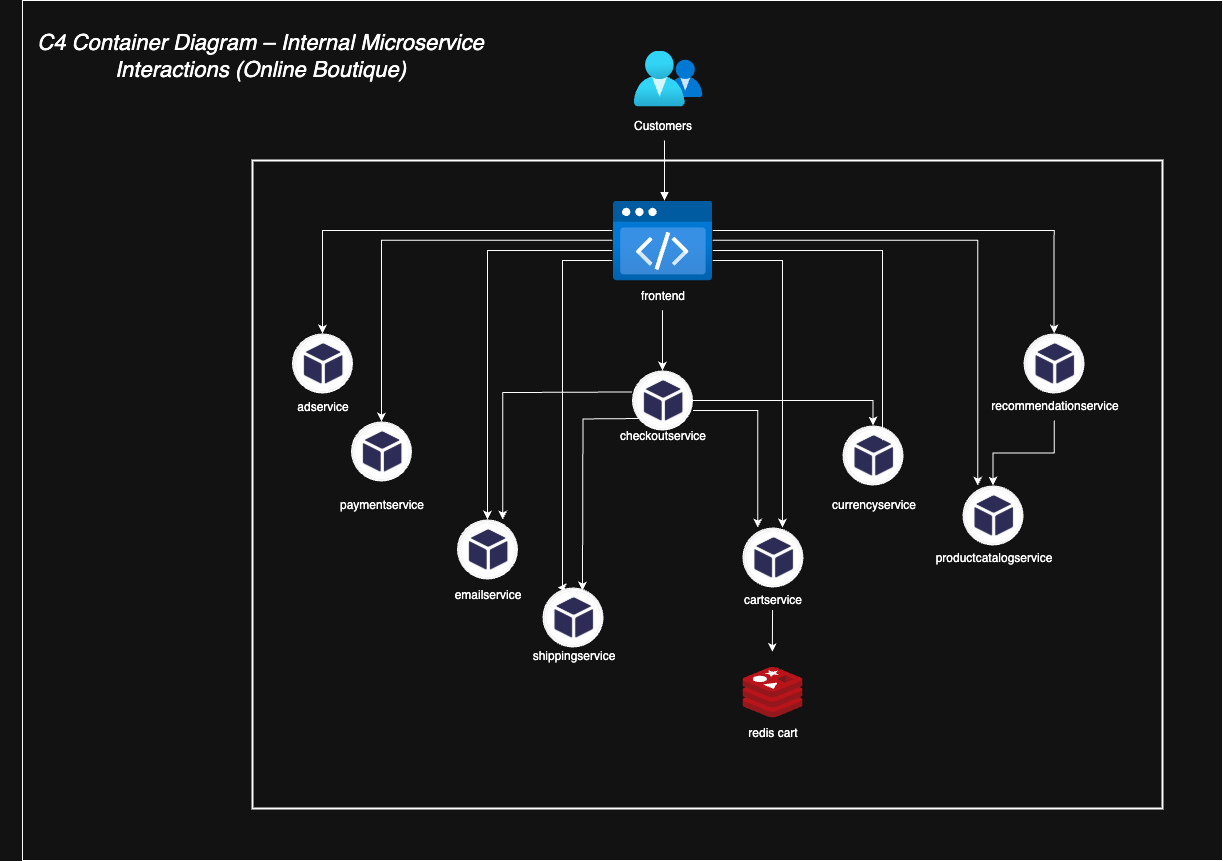 C4 Container Diagram – Internal Microservice
Interactions (Online Boutique)
Customers
frontend
adservice
recommendationservice
checkoutservice
paymentservice
currencyservice
productcatalogservice
emailservice
cartservice
shippingservice
redis cart